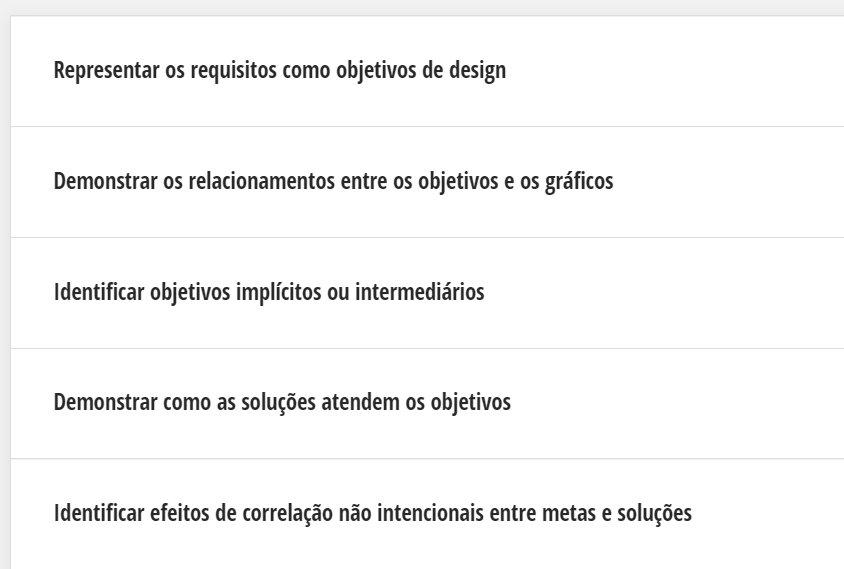 Representar os requisitos como objetivos de design
Demonstrar os relacionamentos entre os objetivos e os gráficos
Identificar objetivos implícitos ou intermediários
Demonstrar como as soluções atendem os objetivos
Identificar efeitos de correlação não intencionais entre metas e soluções